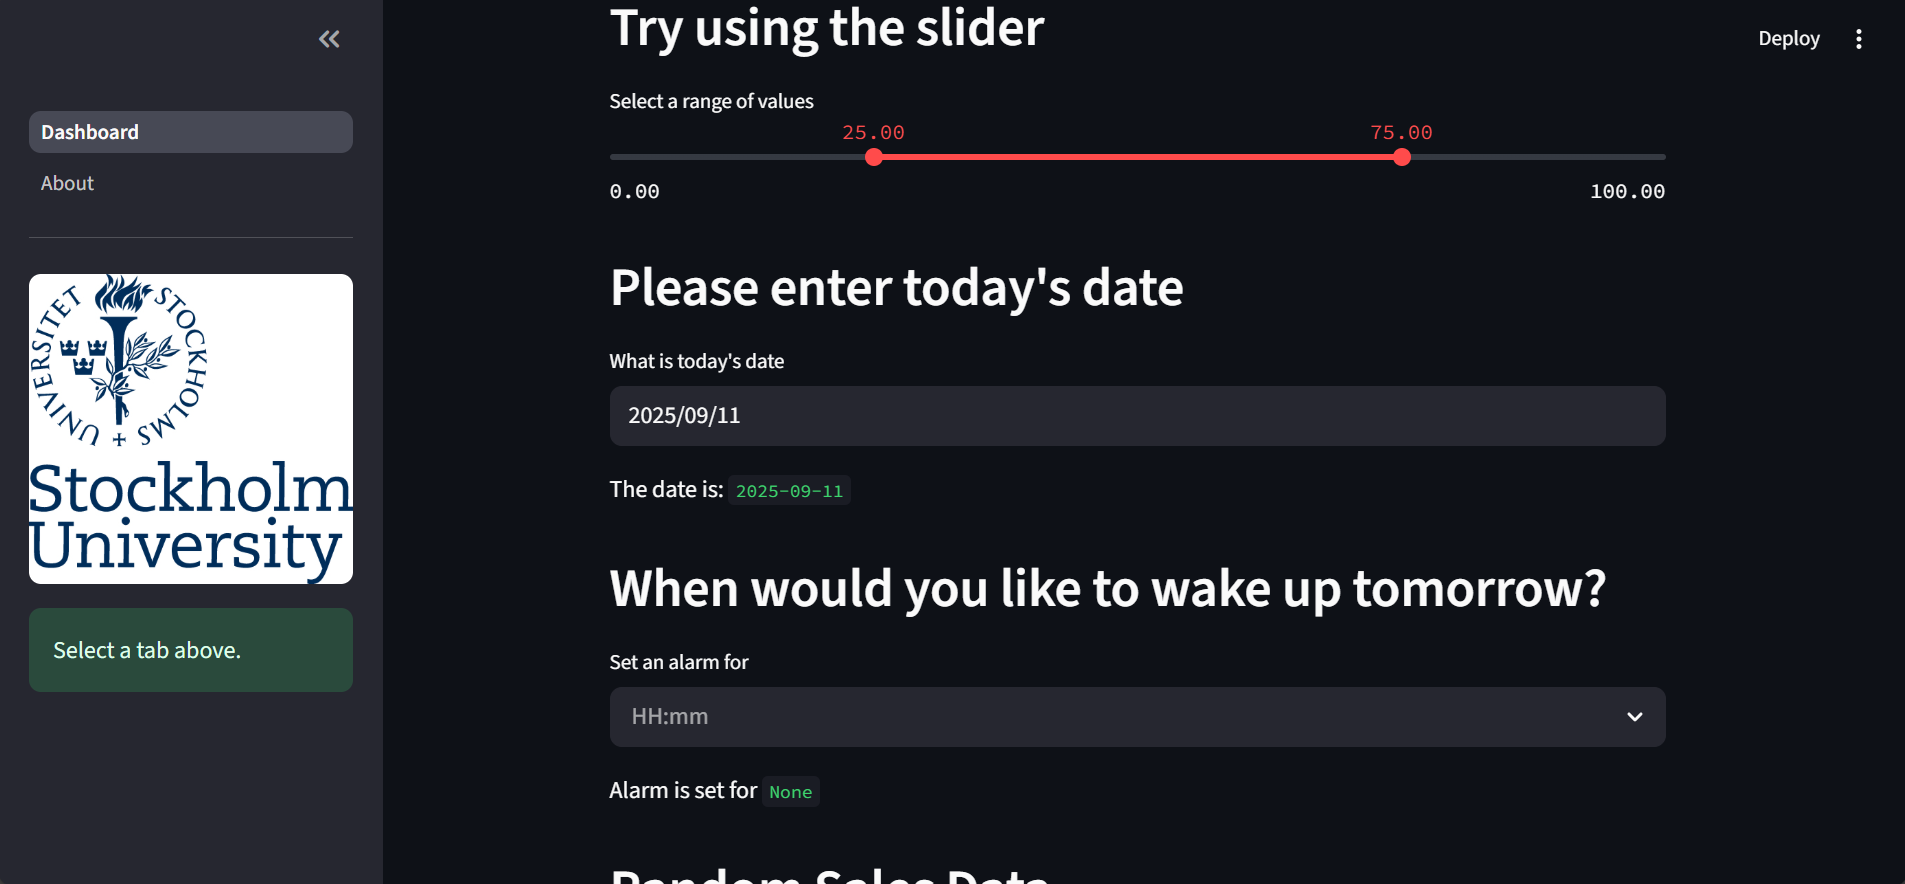 Dashboard
About
STOCKHOLMS UNIVERSITET
Stockholm
University
Select a tab above.
Deploy
Try using the slider
Select a range of values
25.00 75.00
0.00 100.00
Please enter today's date
What is today's date
2025/09/11
The date is: 2025-09-11
When would you like to wake up tomorrow?
Set an alarm for
HH:mm
Alarm is set for None
Random Sales Data